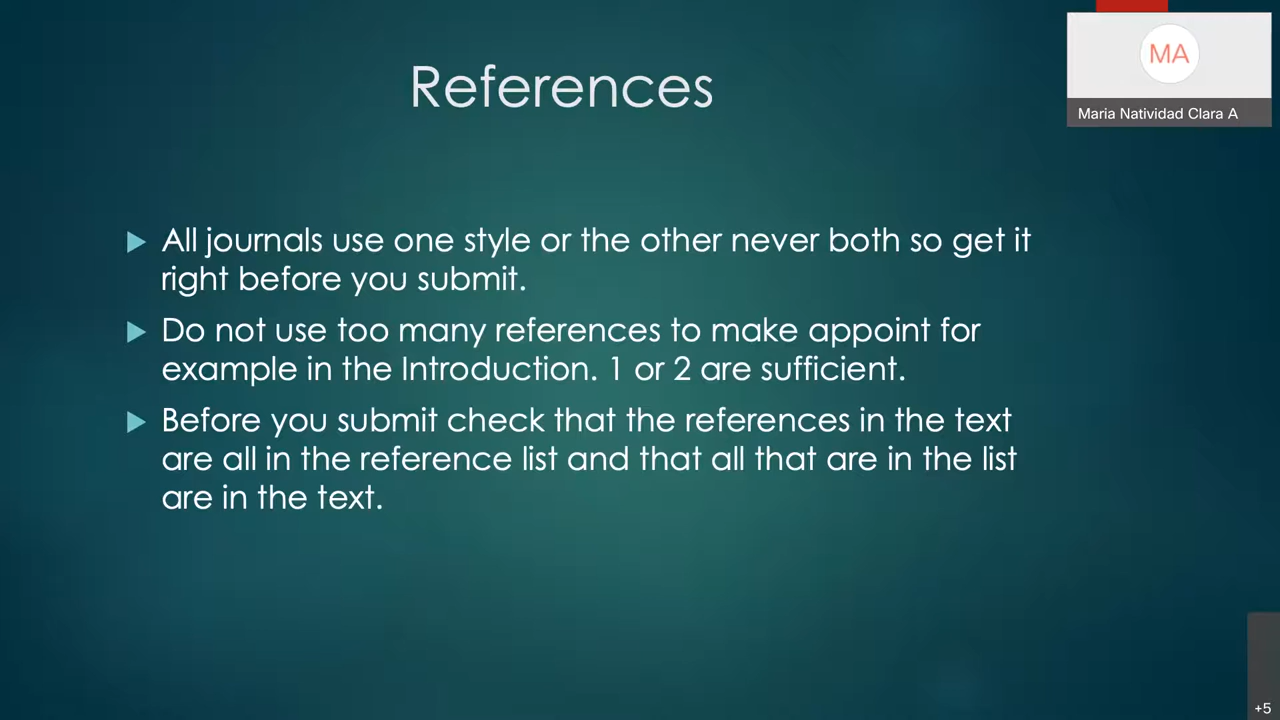 References
MA
Maria Natividad Clara A
All journals use one style or the other never both so get it
right before you submit.
Do not use too many references to make appoint for
example in the Introduction. 1 or 2 are sufficient.
Before you submit check that the references in the text
are all in the reference list and that all that are in the list
are in the text.
+5